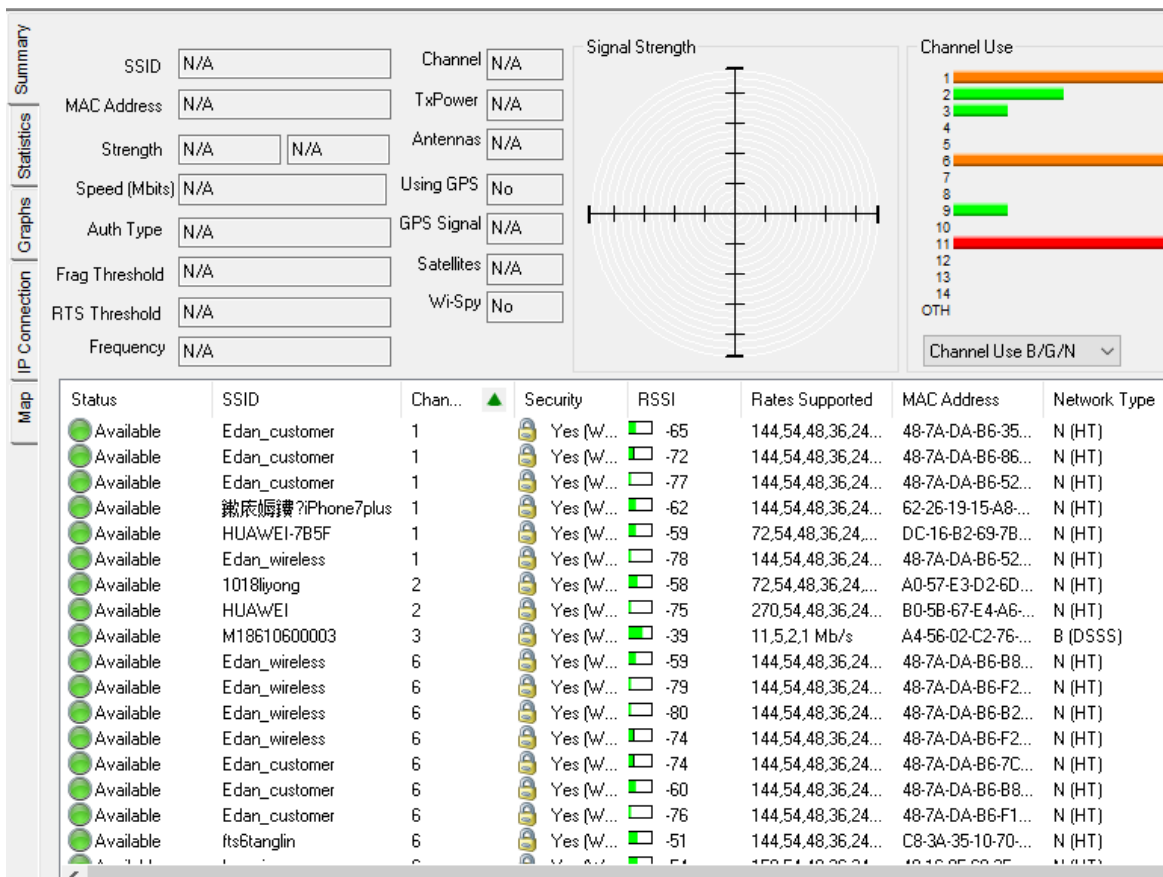 Summary
Statistics
Graphs
IP Connection
Map
SSID N/A
MAC Address N/A
Strength N/A N/A
Speed (Mbits) N/A
Auth Type N/A
Frag Threshold N/A
RTS Threshold N/A
Frequency N/A
Channel N/A
TxPower N/A
Antennas N/A
Using GPS No
GPS Signal N/A
Satellites N/A
Wi-Spy No
Signal Strength
Channel Use
1
2
3
4
5
6
7
8
9
10
11
12
13
14
OTH
Channel Use B/G/N
Status SSID Chan... Security RSSI Rates Supported MAC Address Network Type
Available Edan_customer 1 Yes (W... -65 144,54,48,36,24... 48-7A-DA-B6-35... N (HT)
Available Edan_customer 1 Yes (W... -72 144,54,48,36,24... 48-7A-DA-B6-86... N (HT)
Available Edan_customer 1 Yes (W... -77 144,54,48,36,24... 48-7A-DA-B6-52... N (HT)
Available ?iPhone7plus 1 Yes (W... -62 144,54,48,36,24... 62-26-19-15-A8-... N (HT)
Available HUAWEI-7B5F 1 Yes (W... -59 72,54,48,36,24,... DC-16-B2-69-7B... N (HT)
Available Edan_wireless 1 Yes (W... -78 144,54,48,36,24... 48-7A-DA-B6-52... N (HT)
Available 1018liyong 2 Yes (W... -58 72,54,48,36,24,... A0-57-E3-D2-6D... N (HT)
Available HUAWEI 2 Yes (W... -75 270,54,48,36,24... B0-5B-67-E4-A6-... N (HT)
Available M18610600003 3 Yes (W... -39 11,5,2,1 Mb/s A4-56-02-C2-76-... B (DSSS)
Available Edan_wireless 6 Yes (W... -59 144,54,48,36,24... 48-7A-DA-B6-B8... N (HT)
Available Edan_wireless 6 Yes (W... -79 144,54,48,36,24... 48-7A-DA-B6-F2... N (HT)
Available Edan_wireless 6 Yes (W... -80 144,54,48,36,24... 48-7A-DA-B6-B2... N (HT)
Available Edan_wireless 6 Yes (W... -74 144,54,48,36,24... 48-7A-DA-B6-F2... N (HT)
Available Edan_customer 6 Yes (W... -74 144,54,48,36,24... 48-7A-DA-B6-7C... N (HT)
Available Edan_customer 6 Yes (W... -60 144,54,48,36,24... 48-7A-DA-B6-B8... N (HT)
Available Edan_customer 6 Yes (W... -76 144,54,48,36,24... 48-7A-DA-B6-F1... N (HT)
Available fts6tanglin 6 Yes (W... -51 144,54,48,36,24... C8-3A-35-10-70-... N (HT)